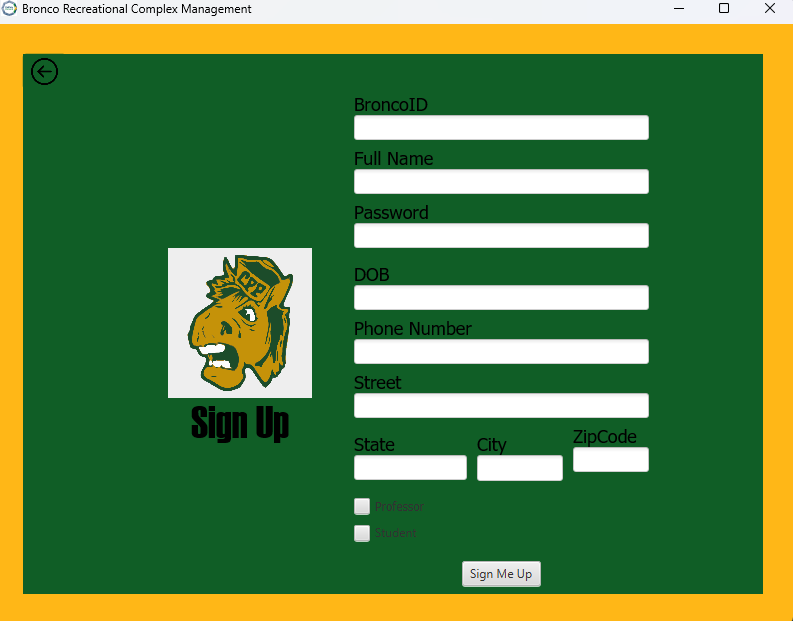 Bronco Recreational Complex Management
BroncoID
Full Name
Password
DOB
Phone Number
Street
State City ZipCode
Professor
Student
CPP
Sign Up
Sign Me Up